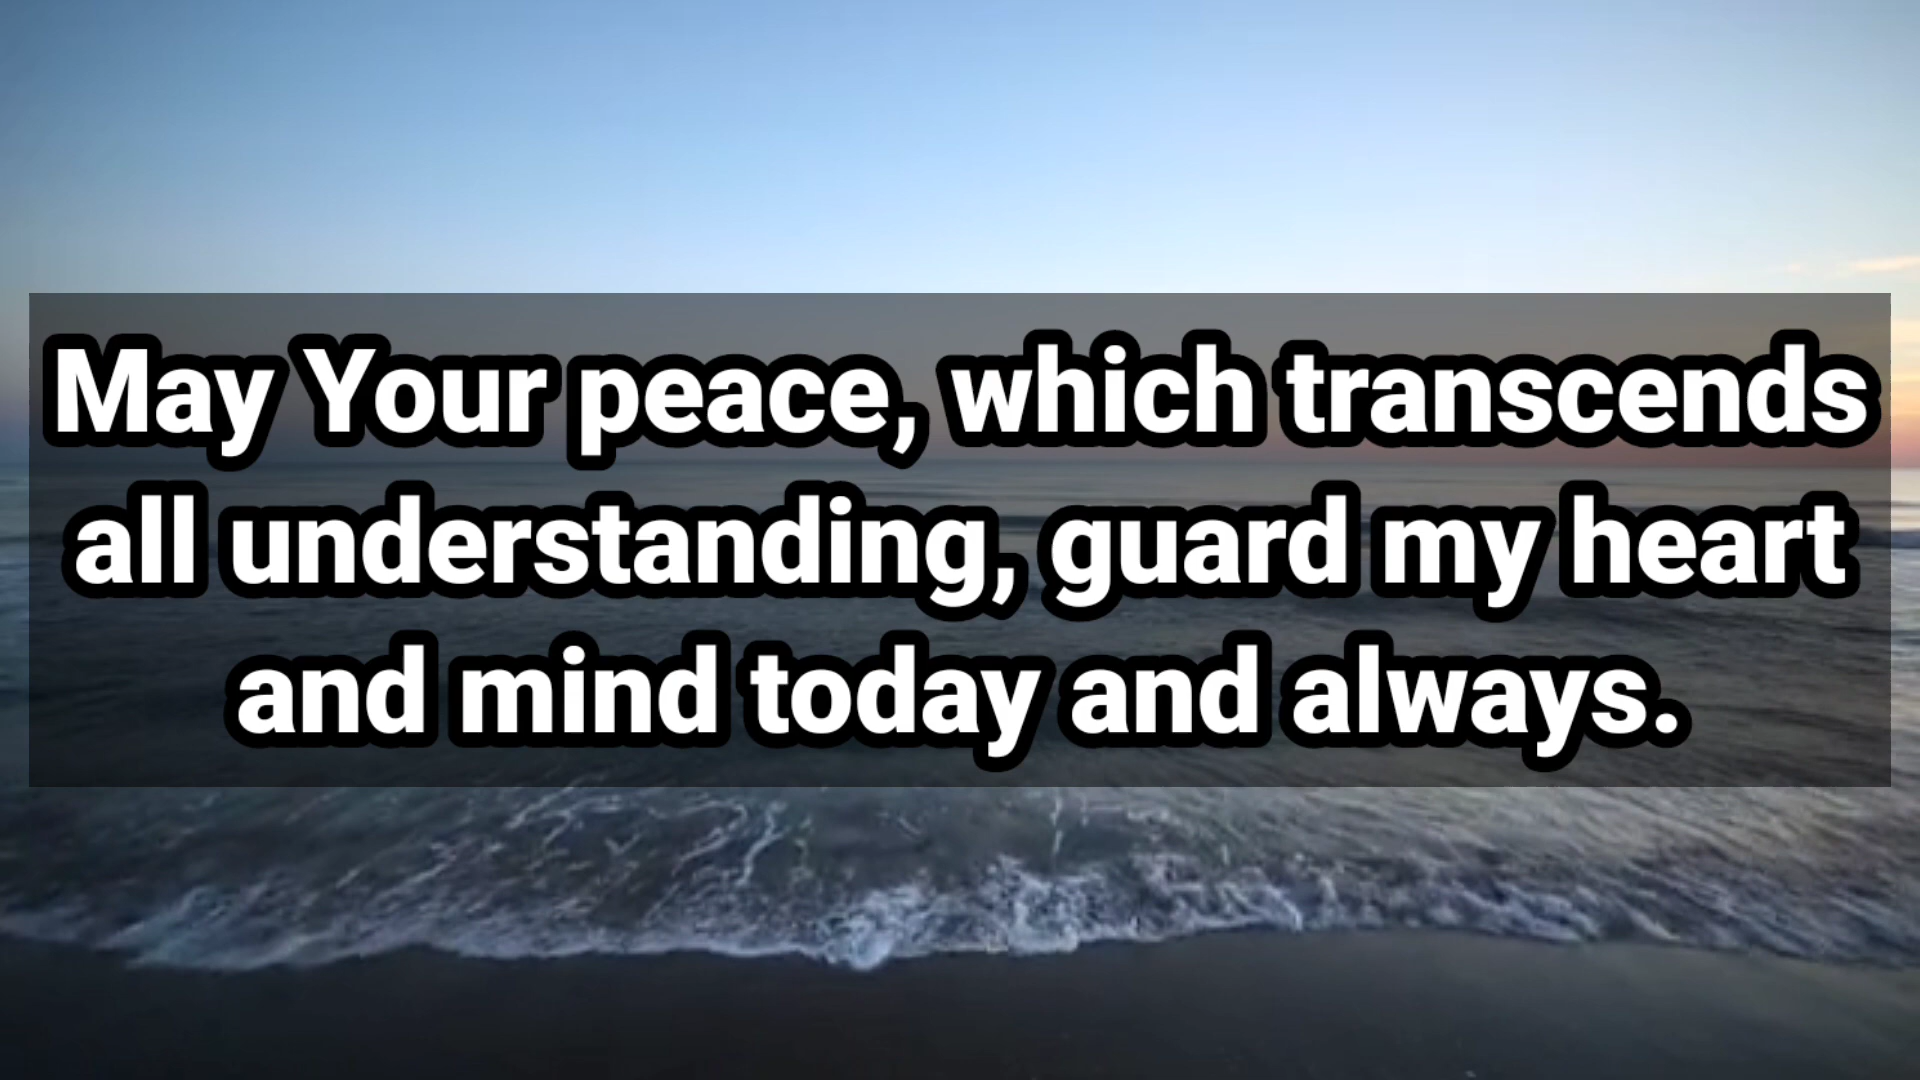 May Your peace, which transcends
all understanding, guard my heart
and mind today and always.